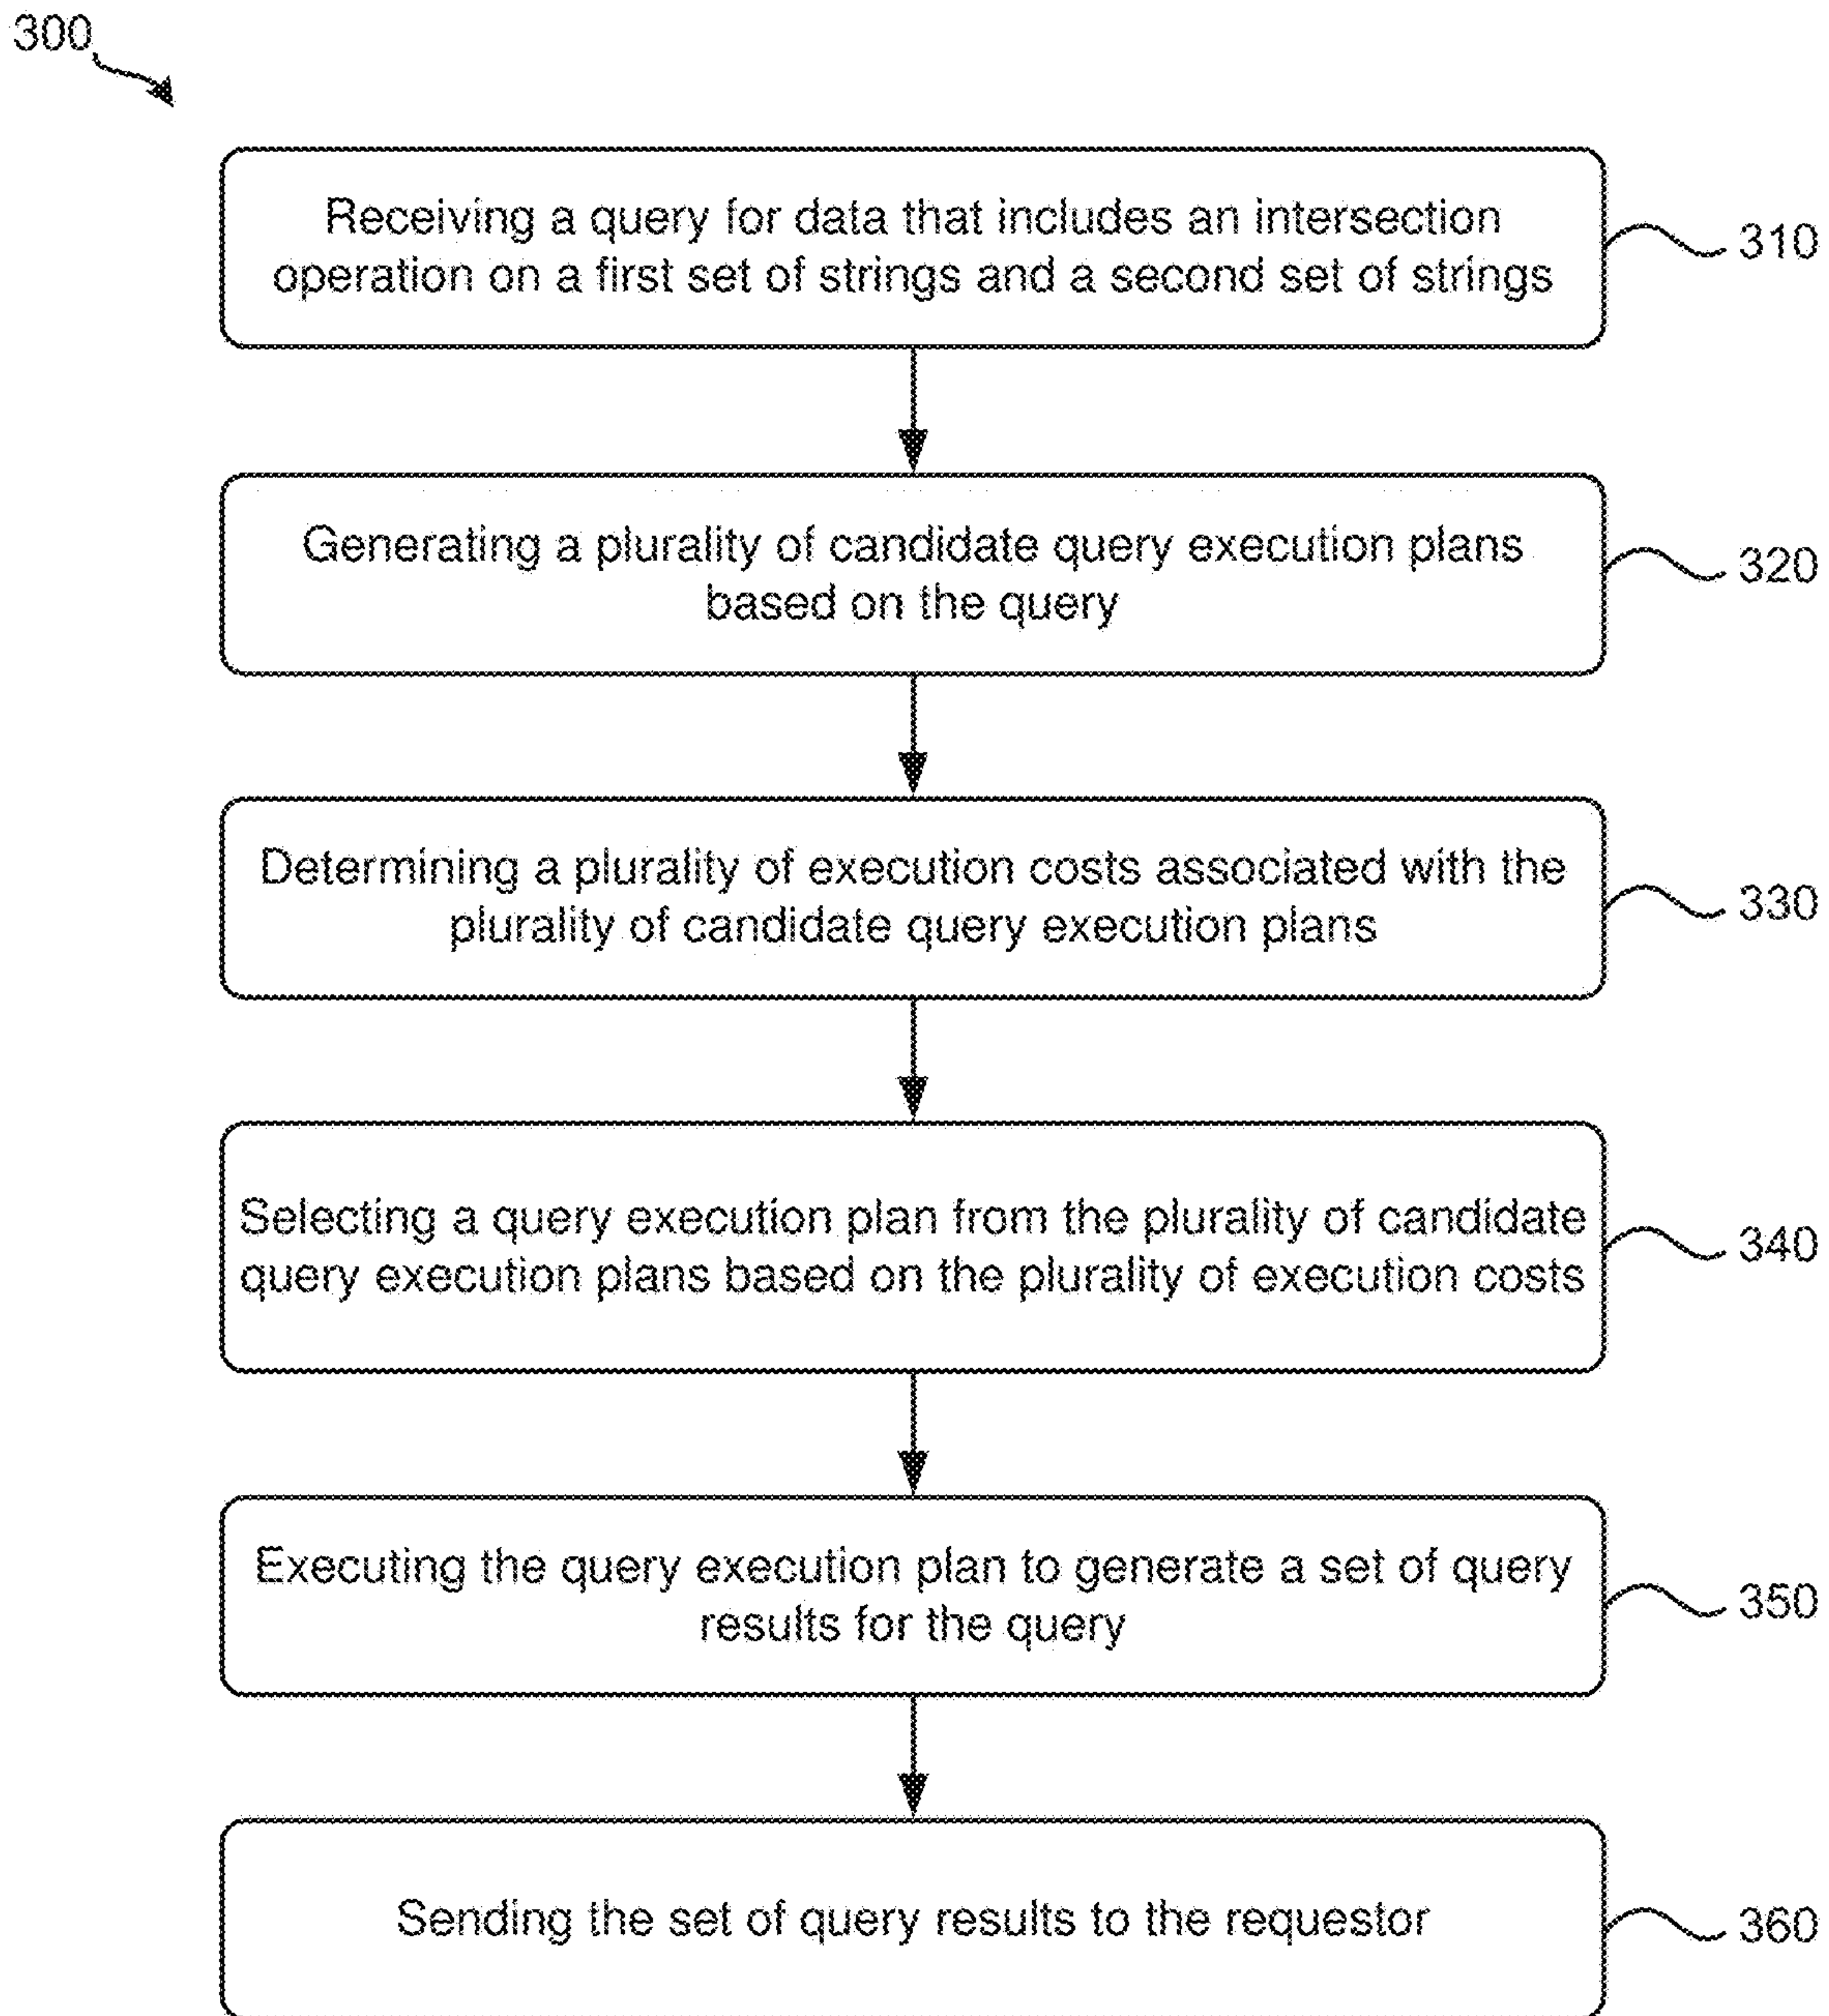 300
Receiving a query for data that includes an intersection
operation on a first set of strings and a second set of strings
310
Generating a plurality of candidate query execution plans
based on the query
320
Determining a plurality of execution costs associated with the
plurality of candidate query execution plans
330
Selecting a query execution plan from the plurality of candidate
query execution plans based on the plurality of execution costs
340
Executing the query execution plan to generate a set of query
results for the query
350
Sending the set of query results to the requestor
360